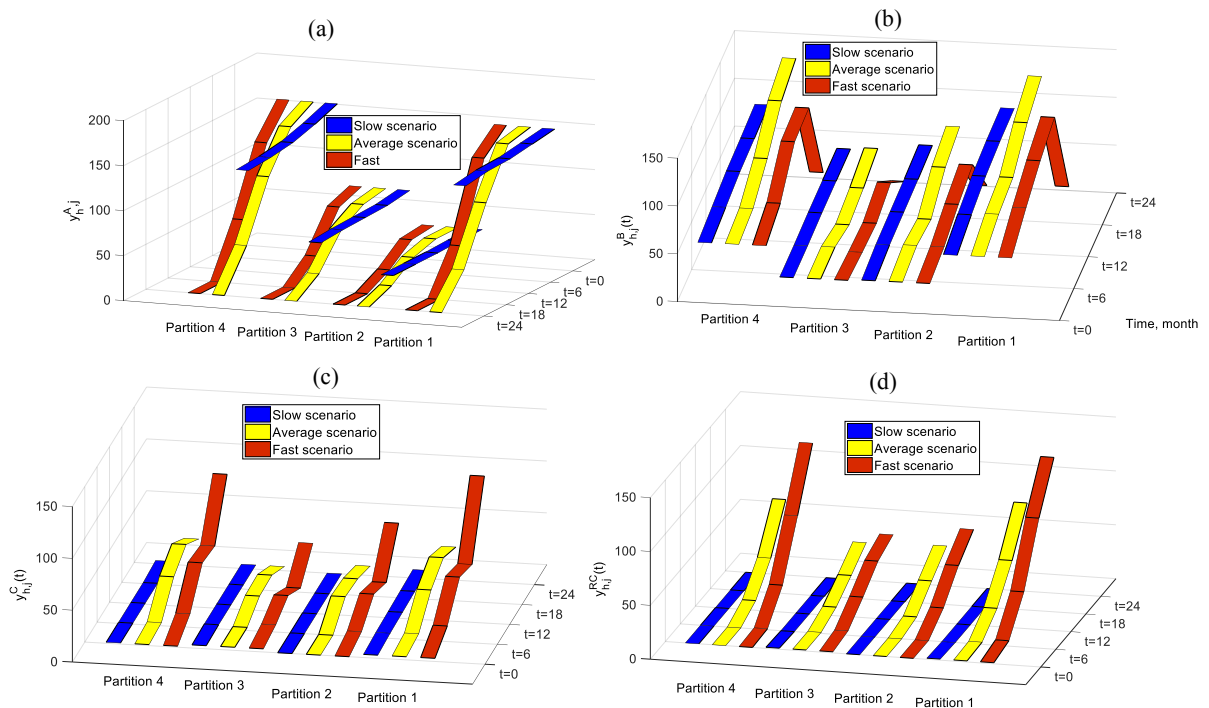 (a)
200
150
100
50
0
y^A_h,j
Slow scenario
Average scenario
Fast
Partition 4
Partition 3
Partition 2
Partition 1
t=0
t=6
t=12
t=18
t=24
(b)
150
100
50
0
y^B_{h,j}(t)
Slow scenario
Average scenario
Fast scenario
Partition 4
Partition 3
Partition 2
Partition 1
t=24
t=18
t=12
t=6
t=0
Time, month
(c)
150
100
50
0
y^C_{h,j}(t)
Slow scenario
Average scenario
Fast scenario
Partition 4
Partition 3
Partition 2
Partition 1
t=24
t=18
t=12
t=6
t=0
(d)
150
100
50
0
y^{RC}_{h,j}(t)
Slow scenario
Average scenario
Fast scenario
Partition 4
Partition 3
Partition 2
Partition 1
t=24
t=18
t=12
t=6
t=0